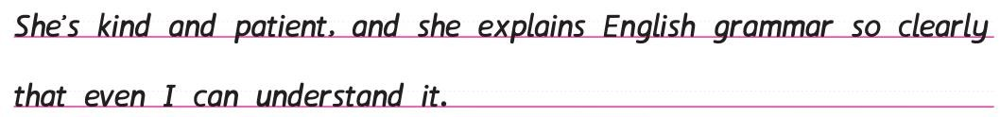 She's kind and patient, and she explains English grammar so clearly
that even I can understand it.